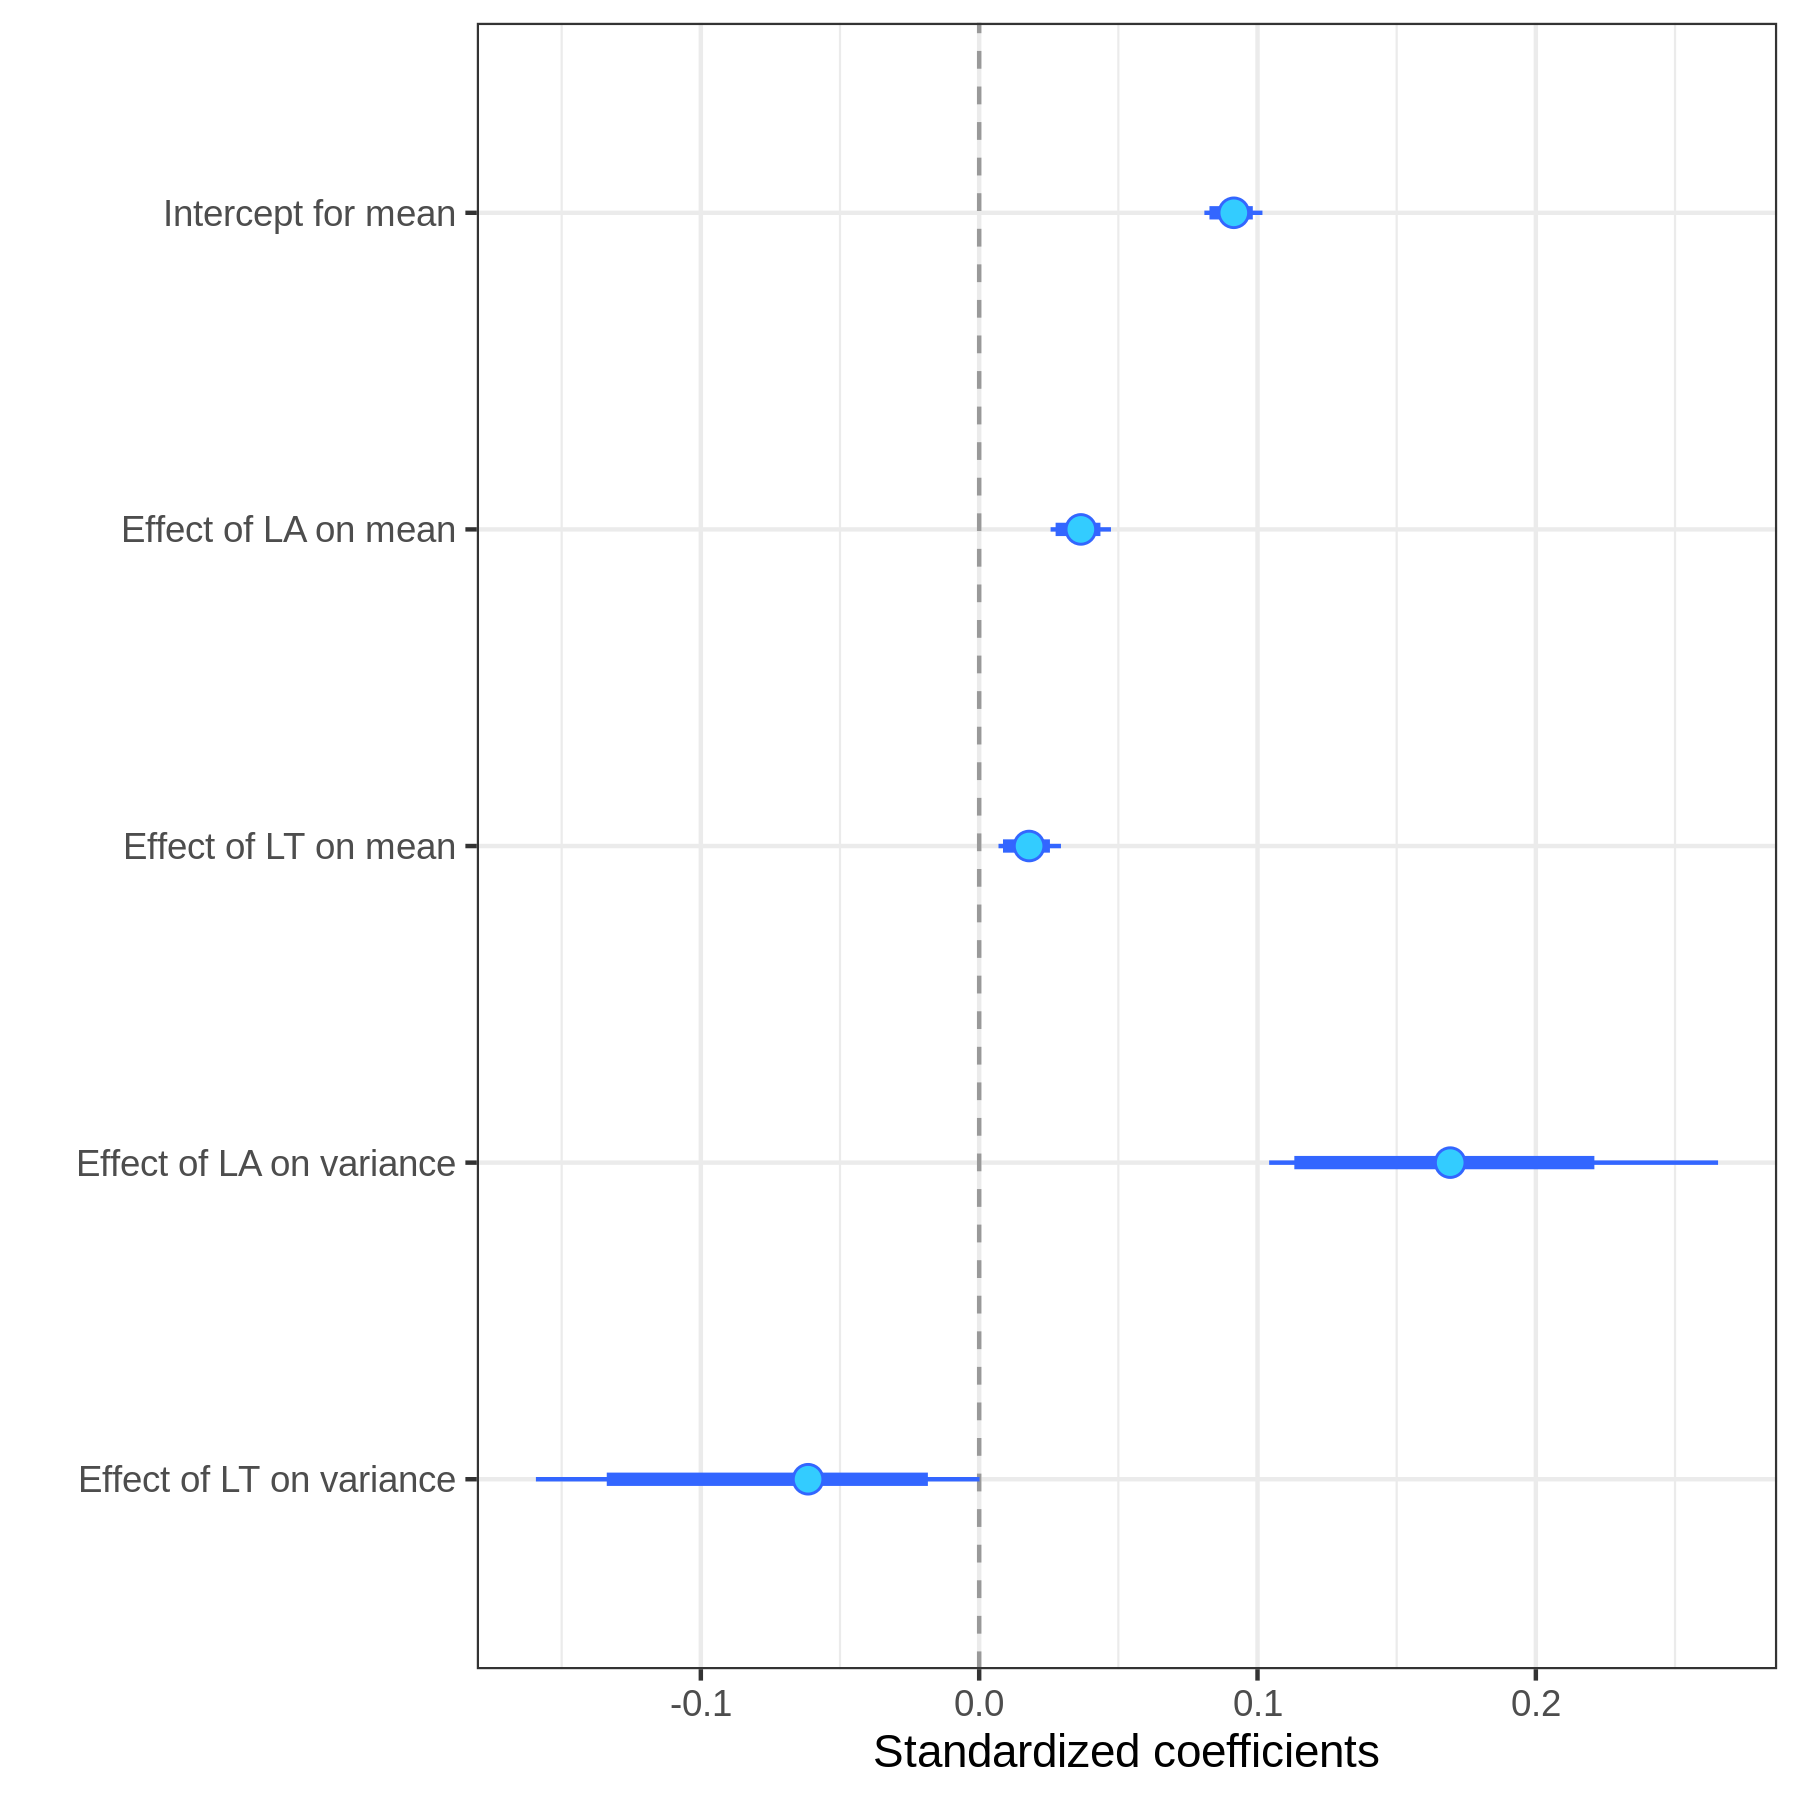 Intercept for mean
Effect of LA on mean
Effect of LT on mean
Effect of LA on variance
Effect of LT on variance
-0.1 0.0 0.1 0.2
Standardized coefficients